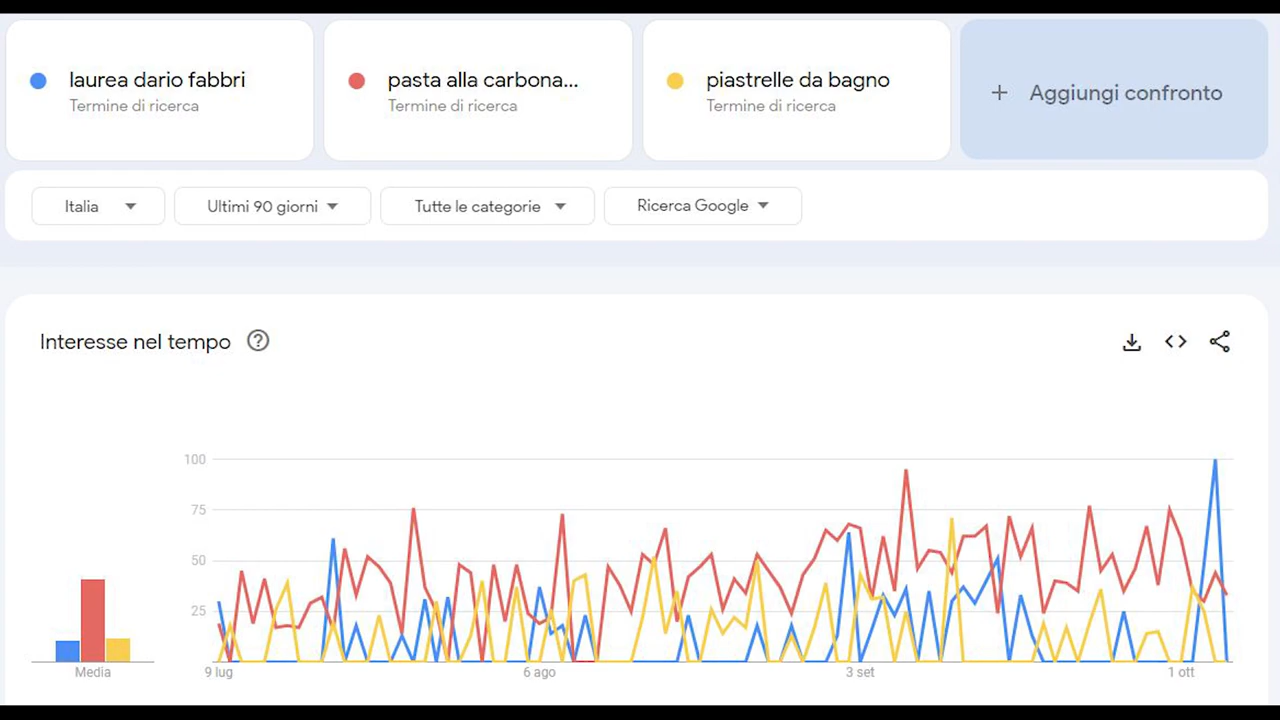 laurea dario fabbri
Termine di ricerca
pasta alla carbona...
Termine di ricerca
piastrelle da bagno
Termine di ricerca
+ Aggiungi confronto
Italia
Ultimi 90 giorni
Tutte le categorie
Ricerca Google
Interesse nel tempo
100
75
50
25
Media
9 lug
6 ago
3 set
1 ott